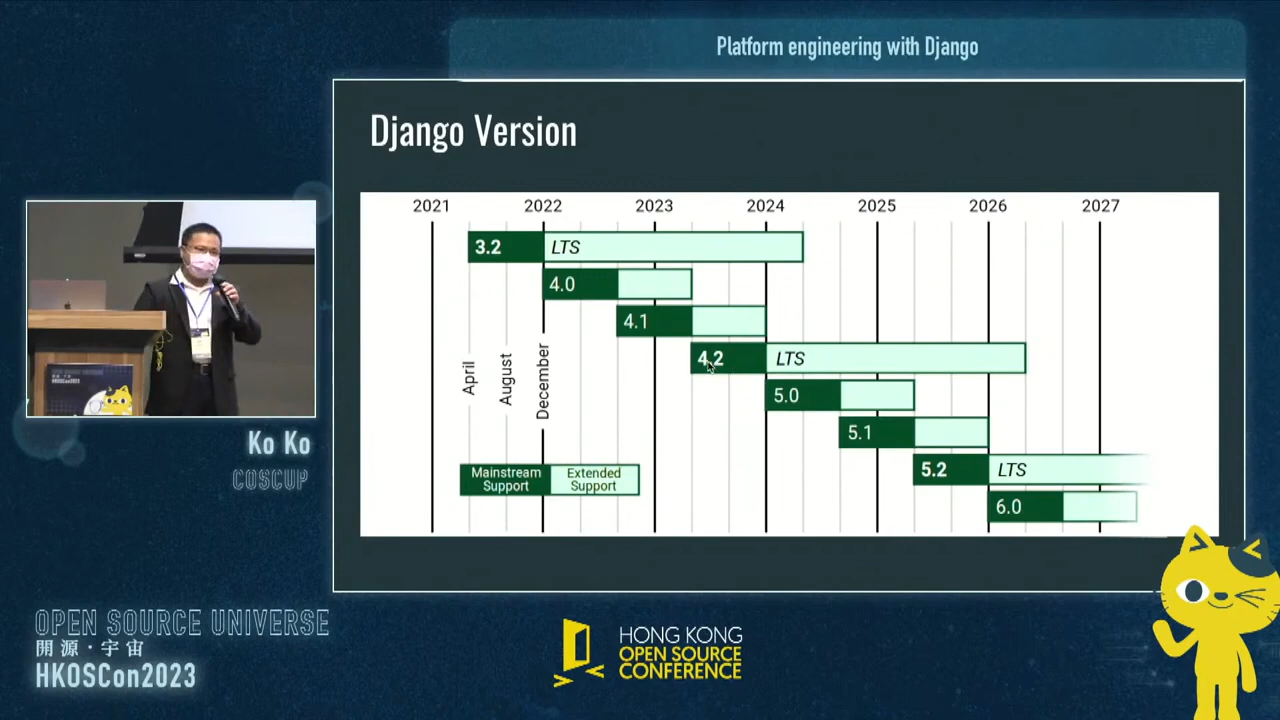 Platform engineering with Django
Django Version
2021 2022 2023 2024 2025 2026 2027
3.2 LTS
4.0
4.1
4.2 LTS
5.0
5.1
5.2 LTS
6.0
April
August
December
Mainstream Support
Extended Support
Ko Ko
COSCUP
OPEN SOURCE UNIVERSE
開源·宇宙
HKOSCon2023
HONG KONG
OPEN SOURCE
CONFERENCE